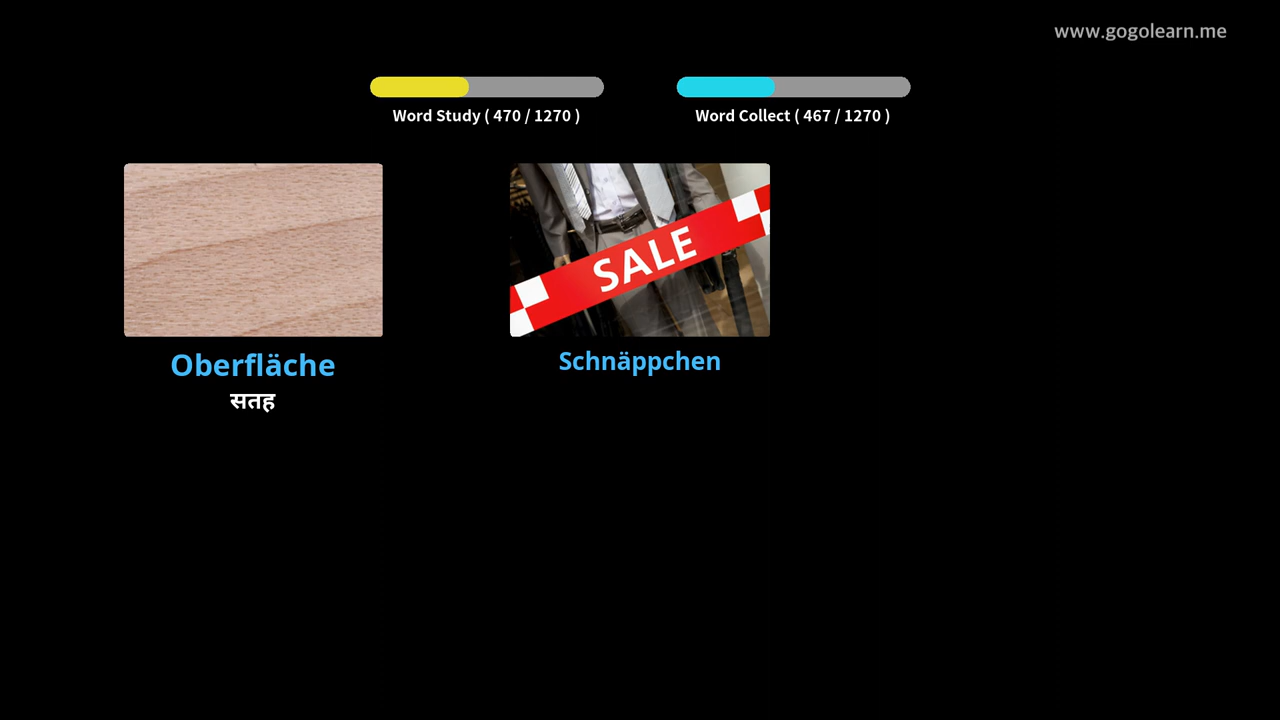 www.gogolearn.me
Word Study ( 470 / 1270 )
Word Collect ( 467 / 1270 )
SALE
Oberfläche
सतह
Schnäppchen